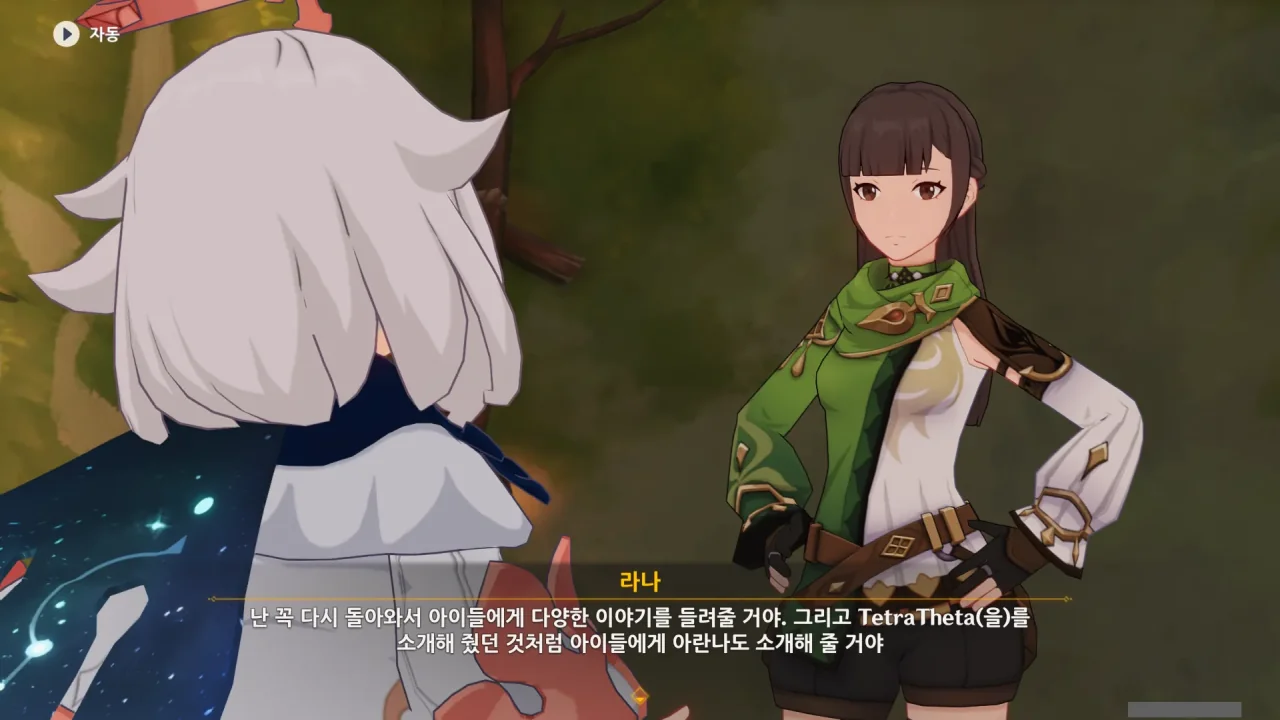 자동
라나
난 꼭 다시 돌아와서 아이들에게 다양한 이야기를 들려줄 거야. 그리고 TetraTheta(을)를
소개해 줬던 것처럼 아이들에게 아란나도 소개해 줄 거야